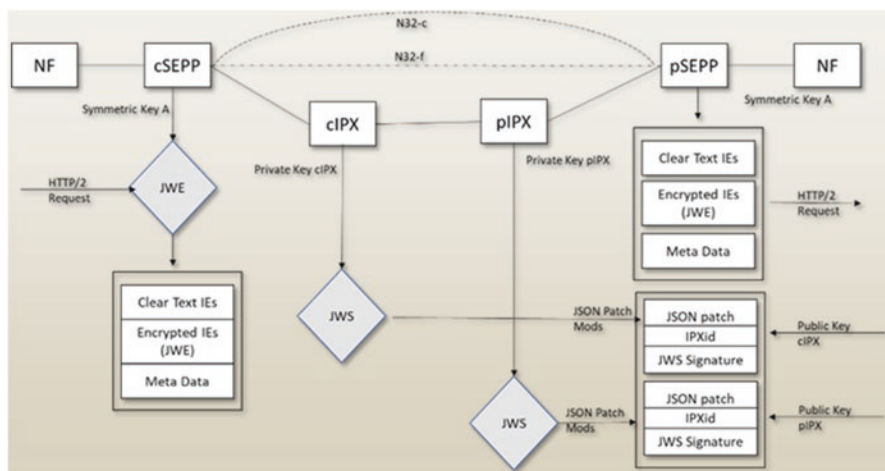 N32-c
N32-f
NF
cSEPP
pSEPP
NF
Symmetric Key A
Symmetric Key A
cIPX
pIPX
Private Key cIPX
Private Key pIPX
HTTP/2
Request
JWE
Clear Text IEs
Encrypted IEs
(JWE)
Meta Data
HTTP/2
Request
Clear Text IEs
Encrypted IEs
(JWE)
Meta Data
JWS
JSON Patch
Mods
JSON patch
IPXid
JWS Signature
Public Key
cIPX
JWS
JSON Patch
Mods
JSON patch
IPXid
JWS Signature
Public Key
pIPX